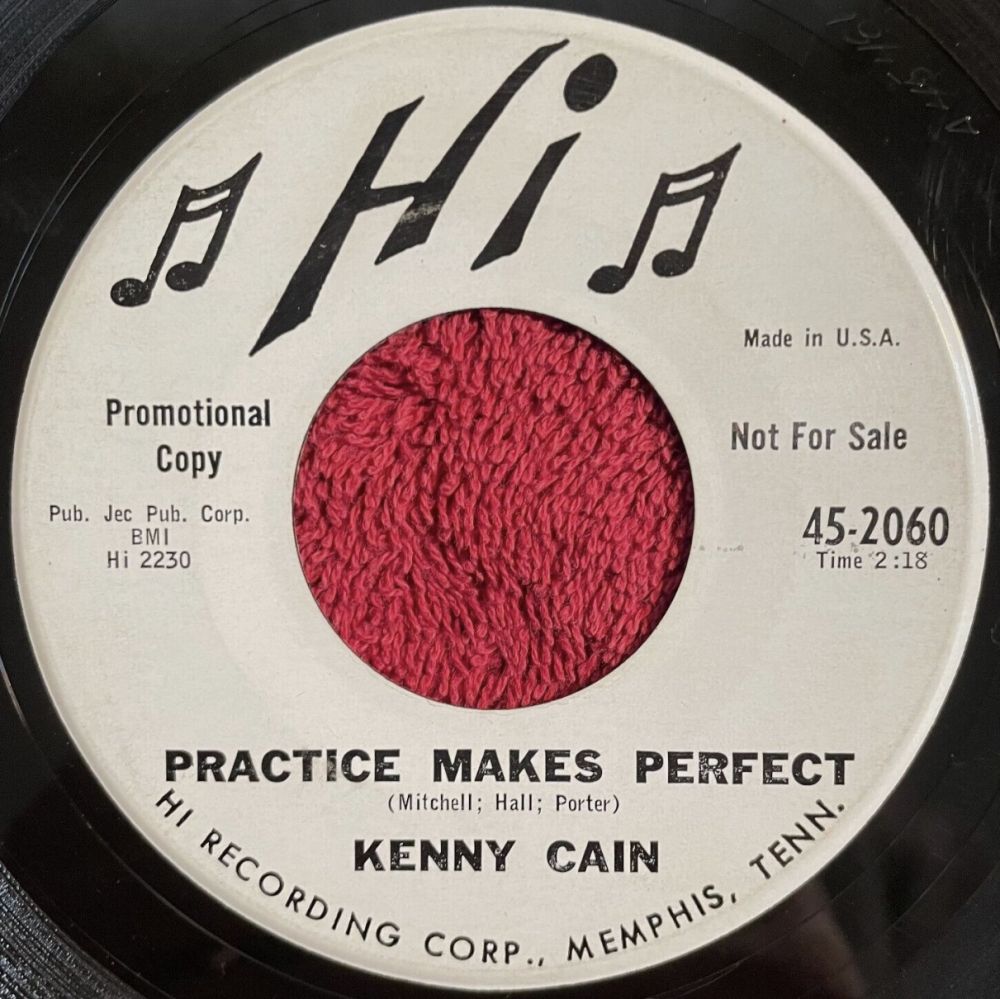 Hi
Made in U.S.A.
Promotional
Copy
Not For Sale
Pub. Jec Pub. Corp.
BMI
Hi 2230
45-2060
Time 2:18
PRACTICE MAKES PERFECT
(Mitchell; Hall; Porter)
KENNY CAIN
HI RECORDING CORP., MEMPHIS, TENN.